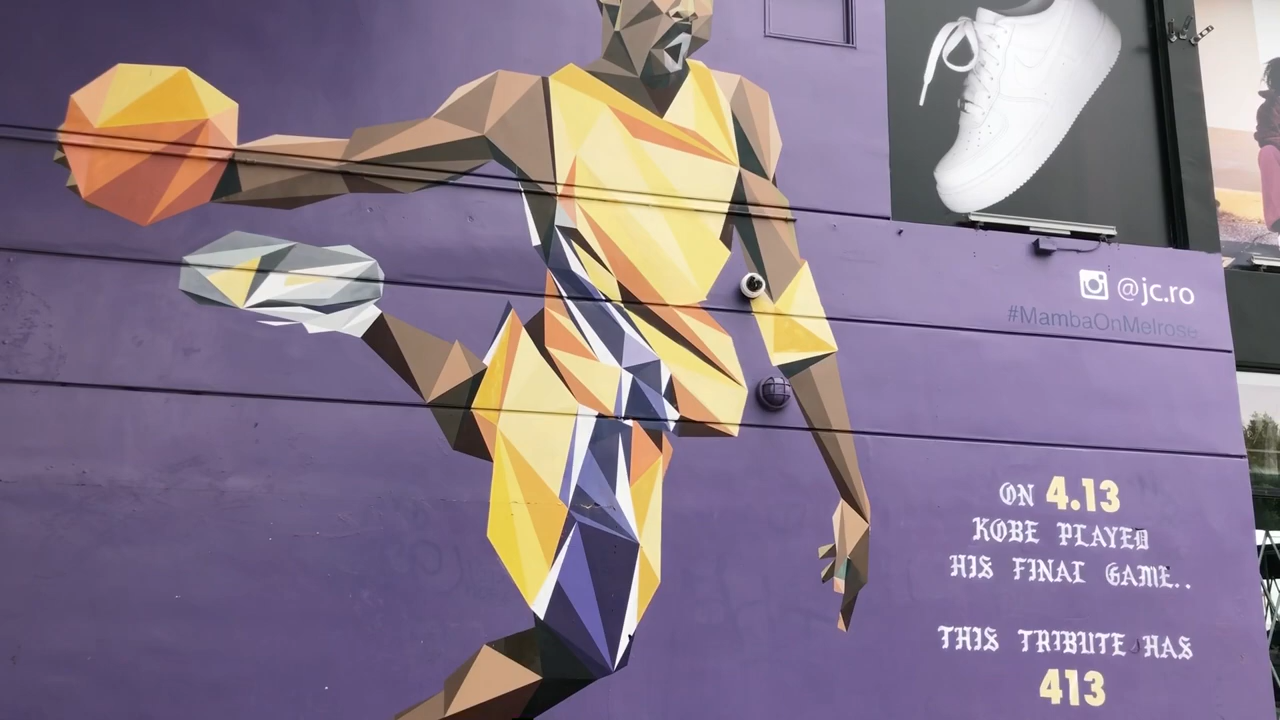 @jc.ro
#MambaOnMelrose
ON 4.13
KOBE PLAYED
HIS FINAL GAME..
THIS TRIBUTE HAS
413